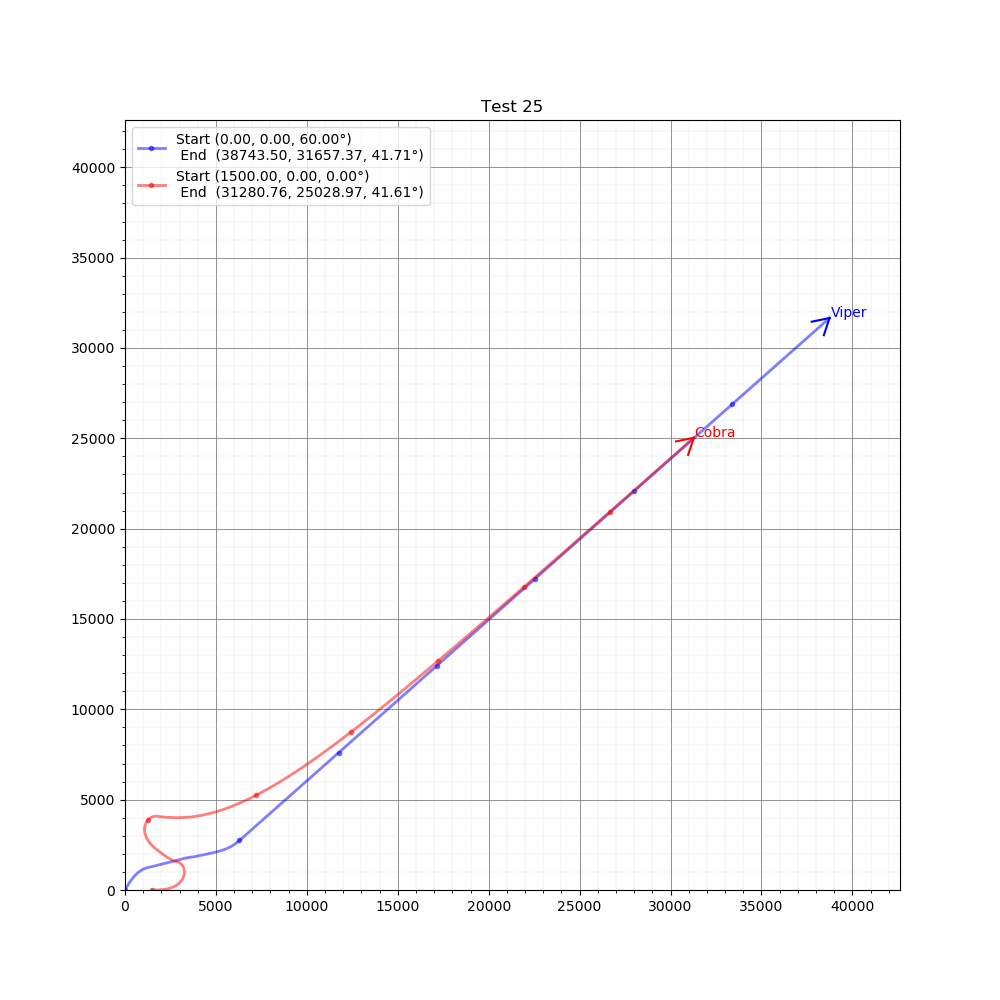 Test 25
Start (0.00, 0.00, 60.00°)
End  (38743.50, 31657.37, 41.71°)
Start (1500.00, 0.00, 0.00°)
End  (31280.76, 25028.97, 41.61°)
40000
35000
Viper
30000
Cobra
25000
20000
15000
10000
5000
0
0 5000 10000 15000 20000 25000 30000 35000 40000